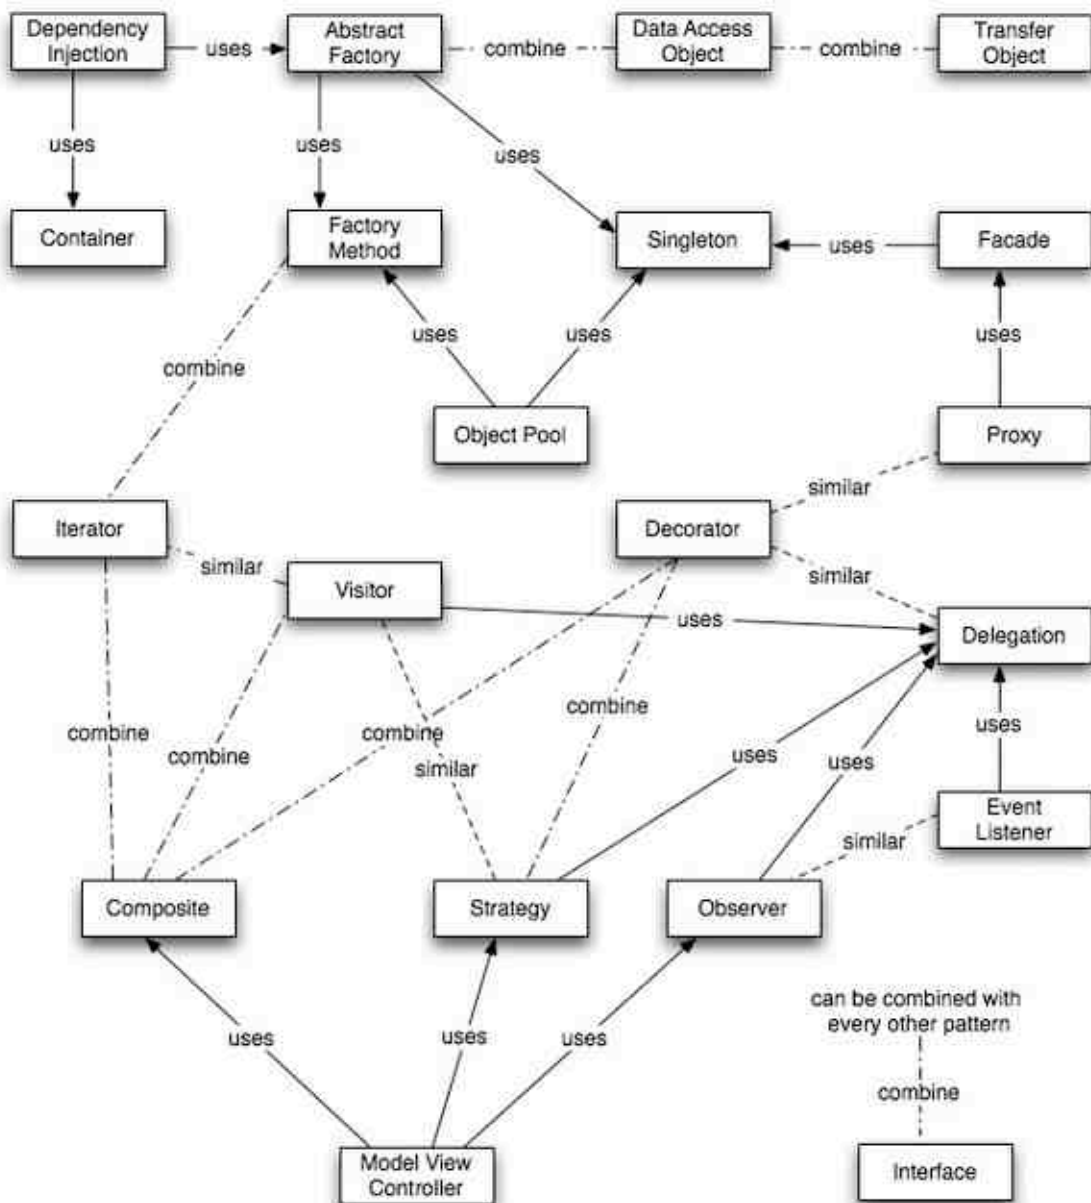 Dependency
Injection
uses
Abstract
Factory
combine
Data Access
Object
combine
Transfer
Object
uses
uses
uses
Container
Factory
Method
Singleton
uses
Facade
uses
uses
uses
combine
Object Pool
Proxy
similar
Iterator
Decorator
similar
similar
Visitor
uses
Delegation
combine
combine
combine
combine
similar
uses
uses
uses
Event
Listener
similar
Composite
Strategy
Observer
can be combined with
every other pattern
uses
uses
uses
combine
Model View
Controller
Interface